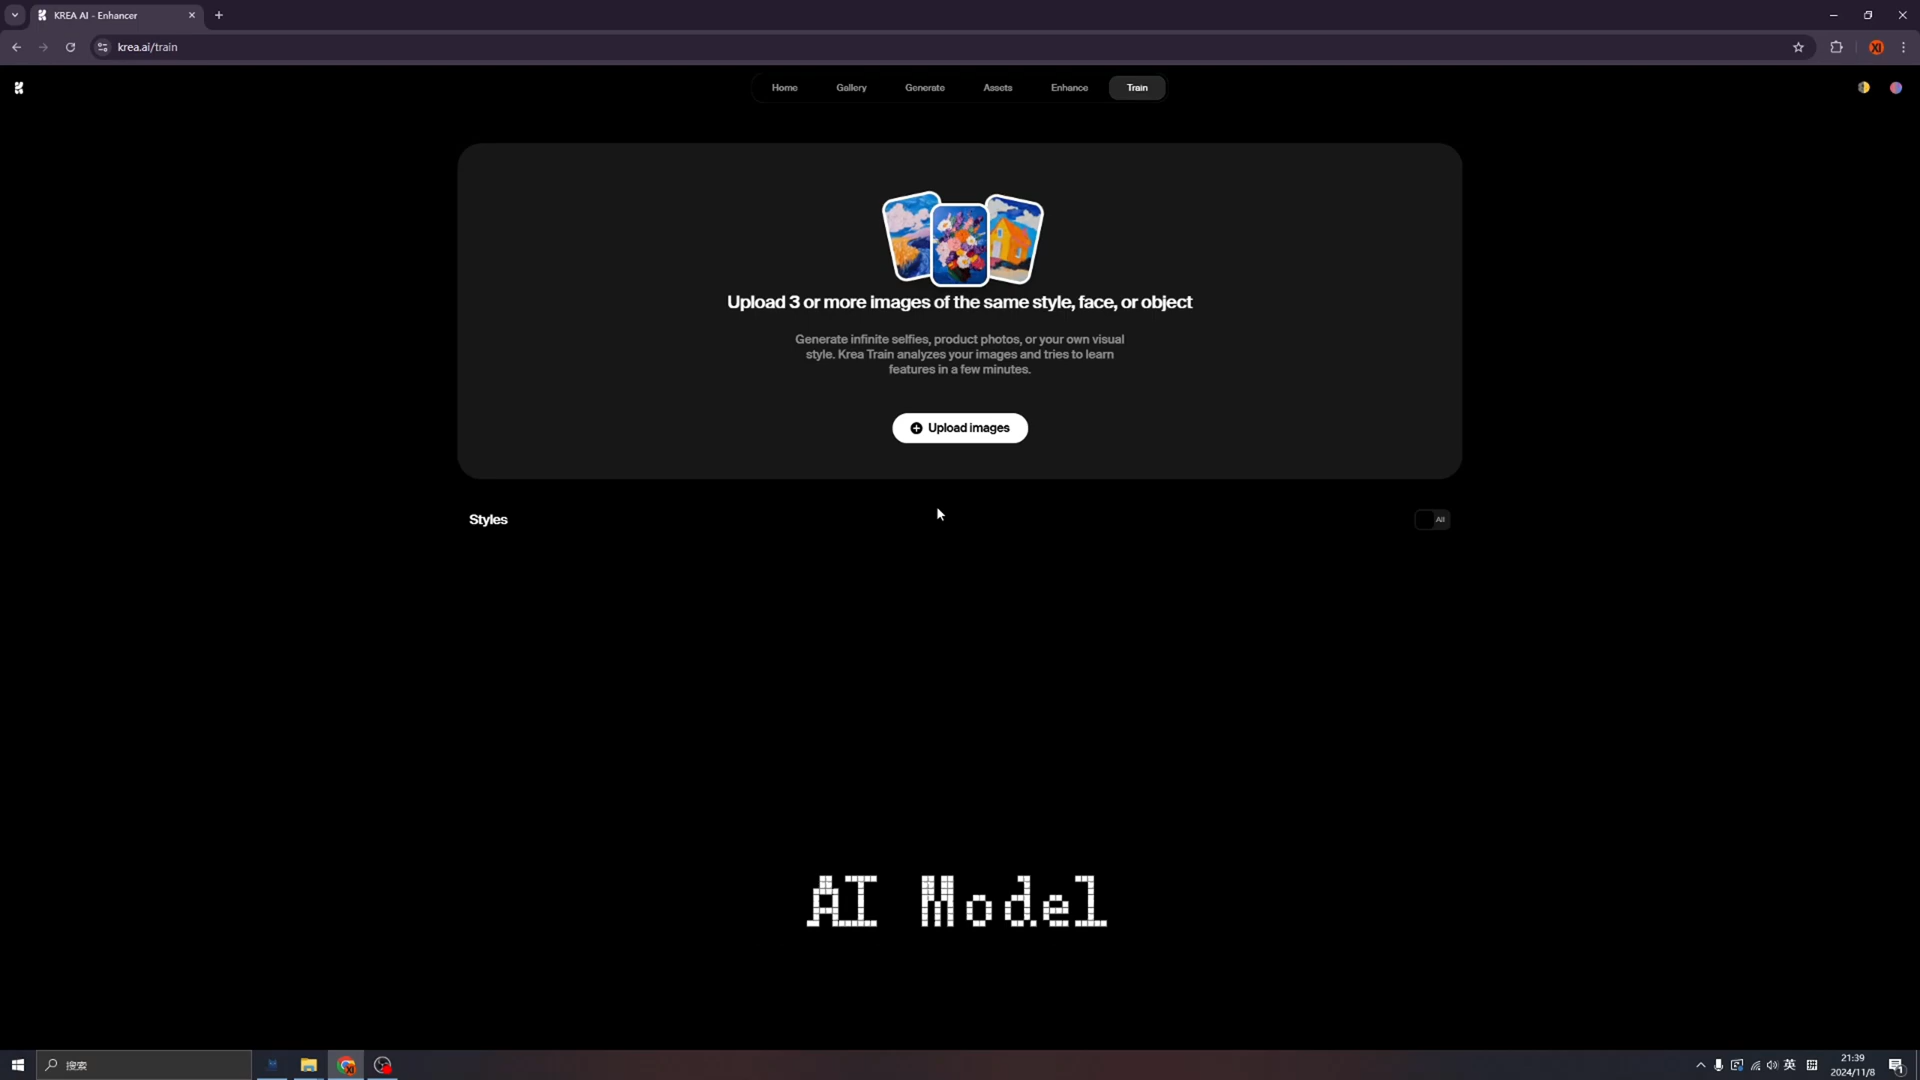 KREA AI - Enhancer
krea.ai/train
Home Gallery Generate Assets Enhance Train
Upload 3 or more images of the same style, face, or object
Generate infinite selfies, product photos, or your own visual
style. Krea Train analyzes your images and tries to learn
features in a few minutes.
Upload images
Styles
All
AI Model
搜索
英
21:39
2024/11/8